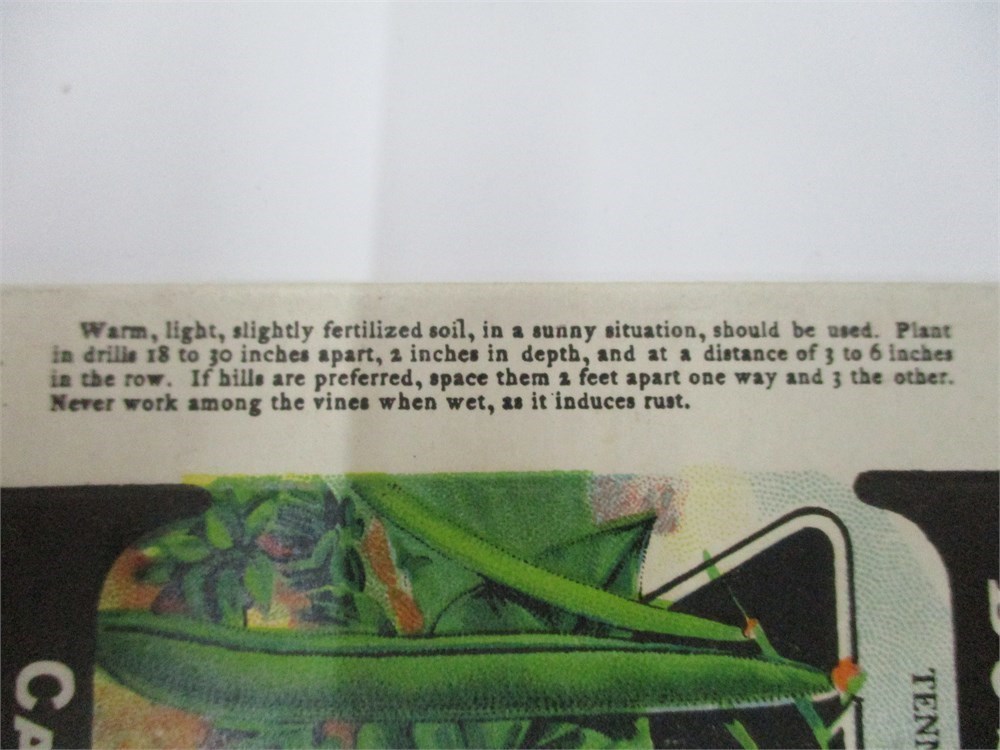 Warm, light, slightly fertilized soil, in a sunny situation, should be used. Plant
in drills 18 to 30 inches apart, 2 inches in depth, and at a distance of 3 to 6 inches
in the row. If hills are preferred, space them 2 feet apart one way and 3 the other.
Never work among the vines when wet, as it induces rust.
CA
TEN